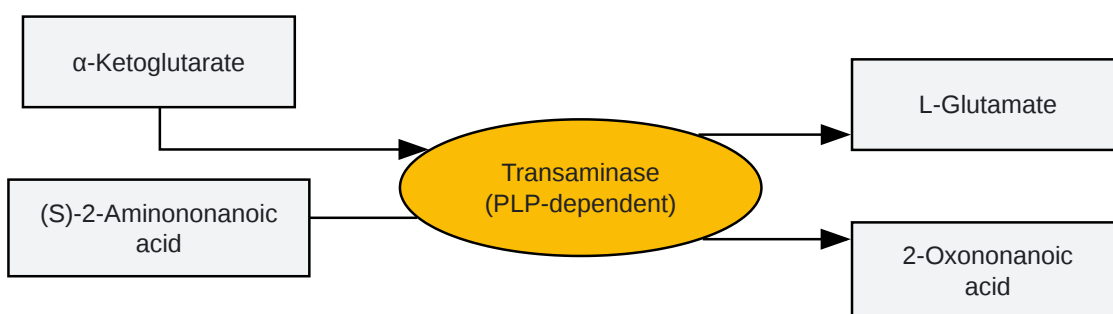 α-Ketoglutarate
L-Glutamate
Transaminase
(PLP-dependent)
(S)-2-Aminononanoic
acid
2-Oxononanoic
acid